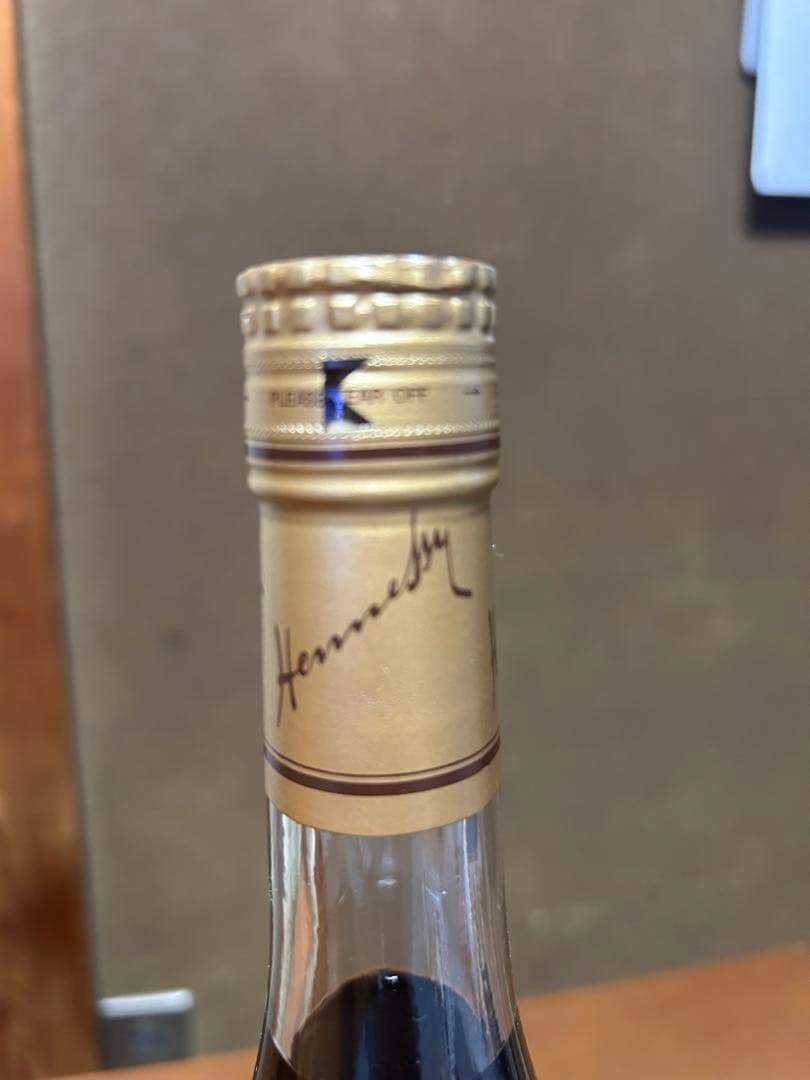 K
PLEASE TEAR OFF →
Hennessy